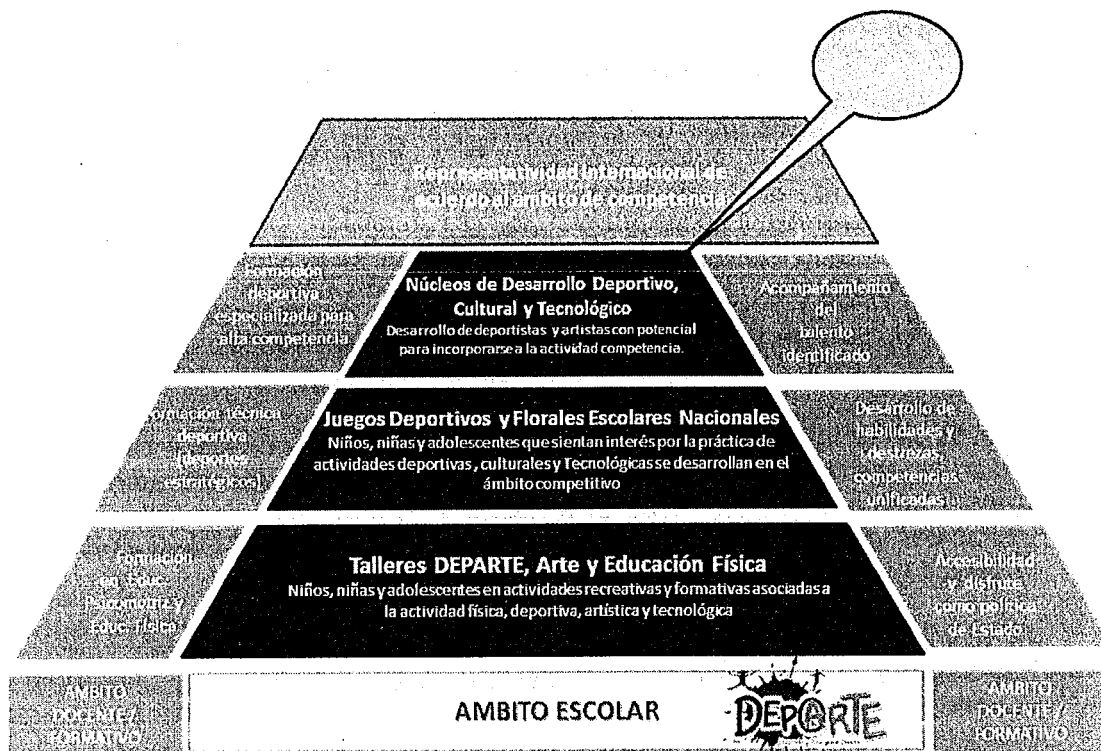 Representatividad Internacional de
acuerdo al ambito de competencia
Formación
deportiva
especializada para
alta competencia
Núcleos de Desarrollo Deportivo,
Cultural y Tecnológico
Desarrollo de deportistas y artistas con potencial
para incorporarse a la actividad competencia.
Acompañamiento
del
talento
identificado
Formación técnica
deportiva
(deportes
estratégicos)
Juegos Deportivos y Florales Escolares Nacionales
Niños, niñas y adolescentes que sientan interés por la práctica de
actividades deportivas, culturales y Tecnológicas se desarrollan en el
ámbito competitivo
Desarrollo de
habilidades y
destrezas,
competencias
unificadas
Formación
en Educ.
Psicomotriz y
Educ. Física
Talleres DEPARTE, Arte y Educación Física
Niños, niñas y adolescentes en actividades recreativas y formativas asociadas a
la actividad física, deportiva, artística y tecnológica
Accesibilidad
y disfrute
como política
de Estado
AMBITO
DOCENTE/
FORMATIVO
AMBITO ESCOLAR
DEPORTE
AMBITO
DOCENTE/
FORMATIVO